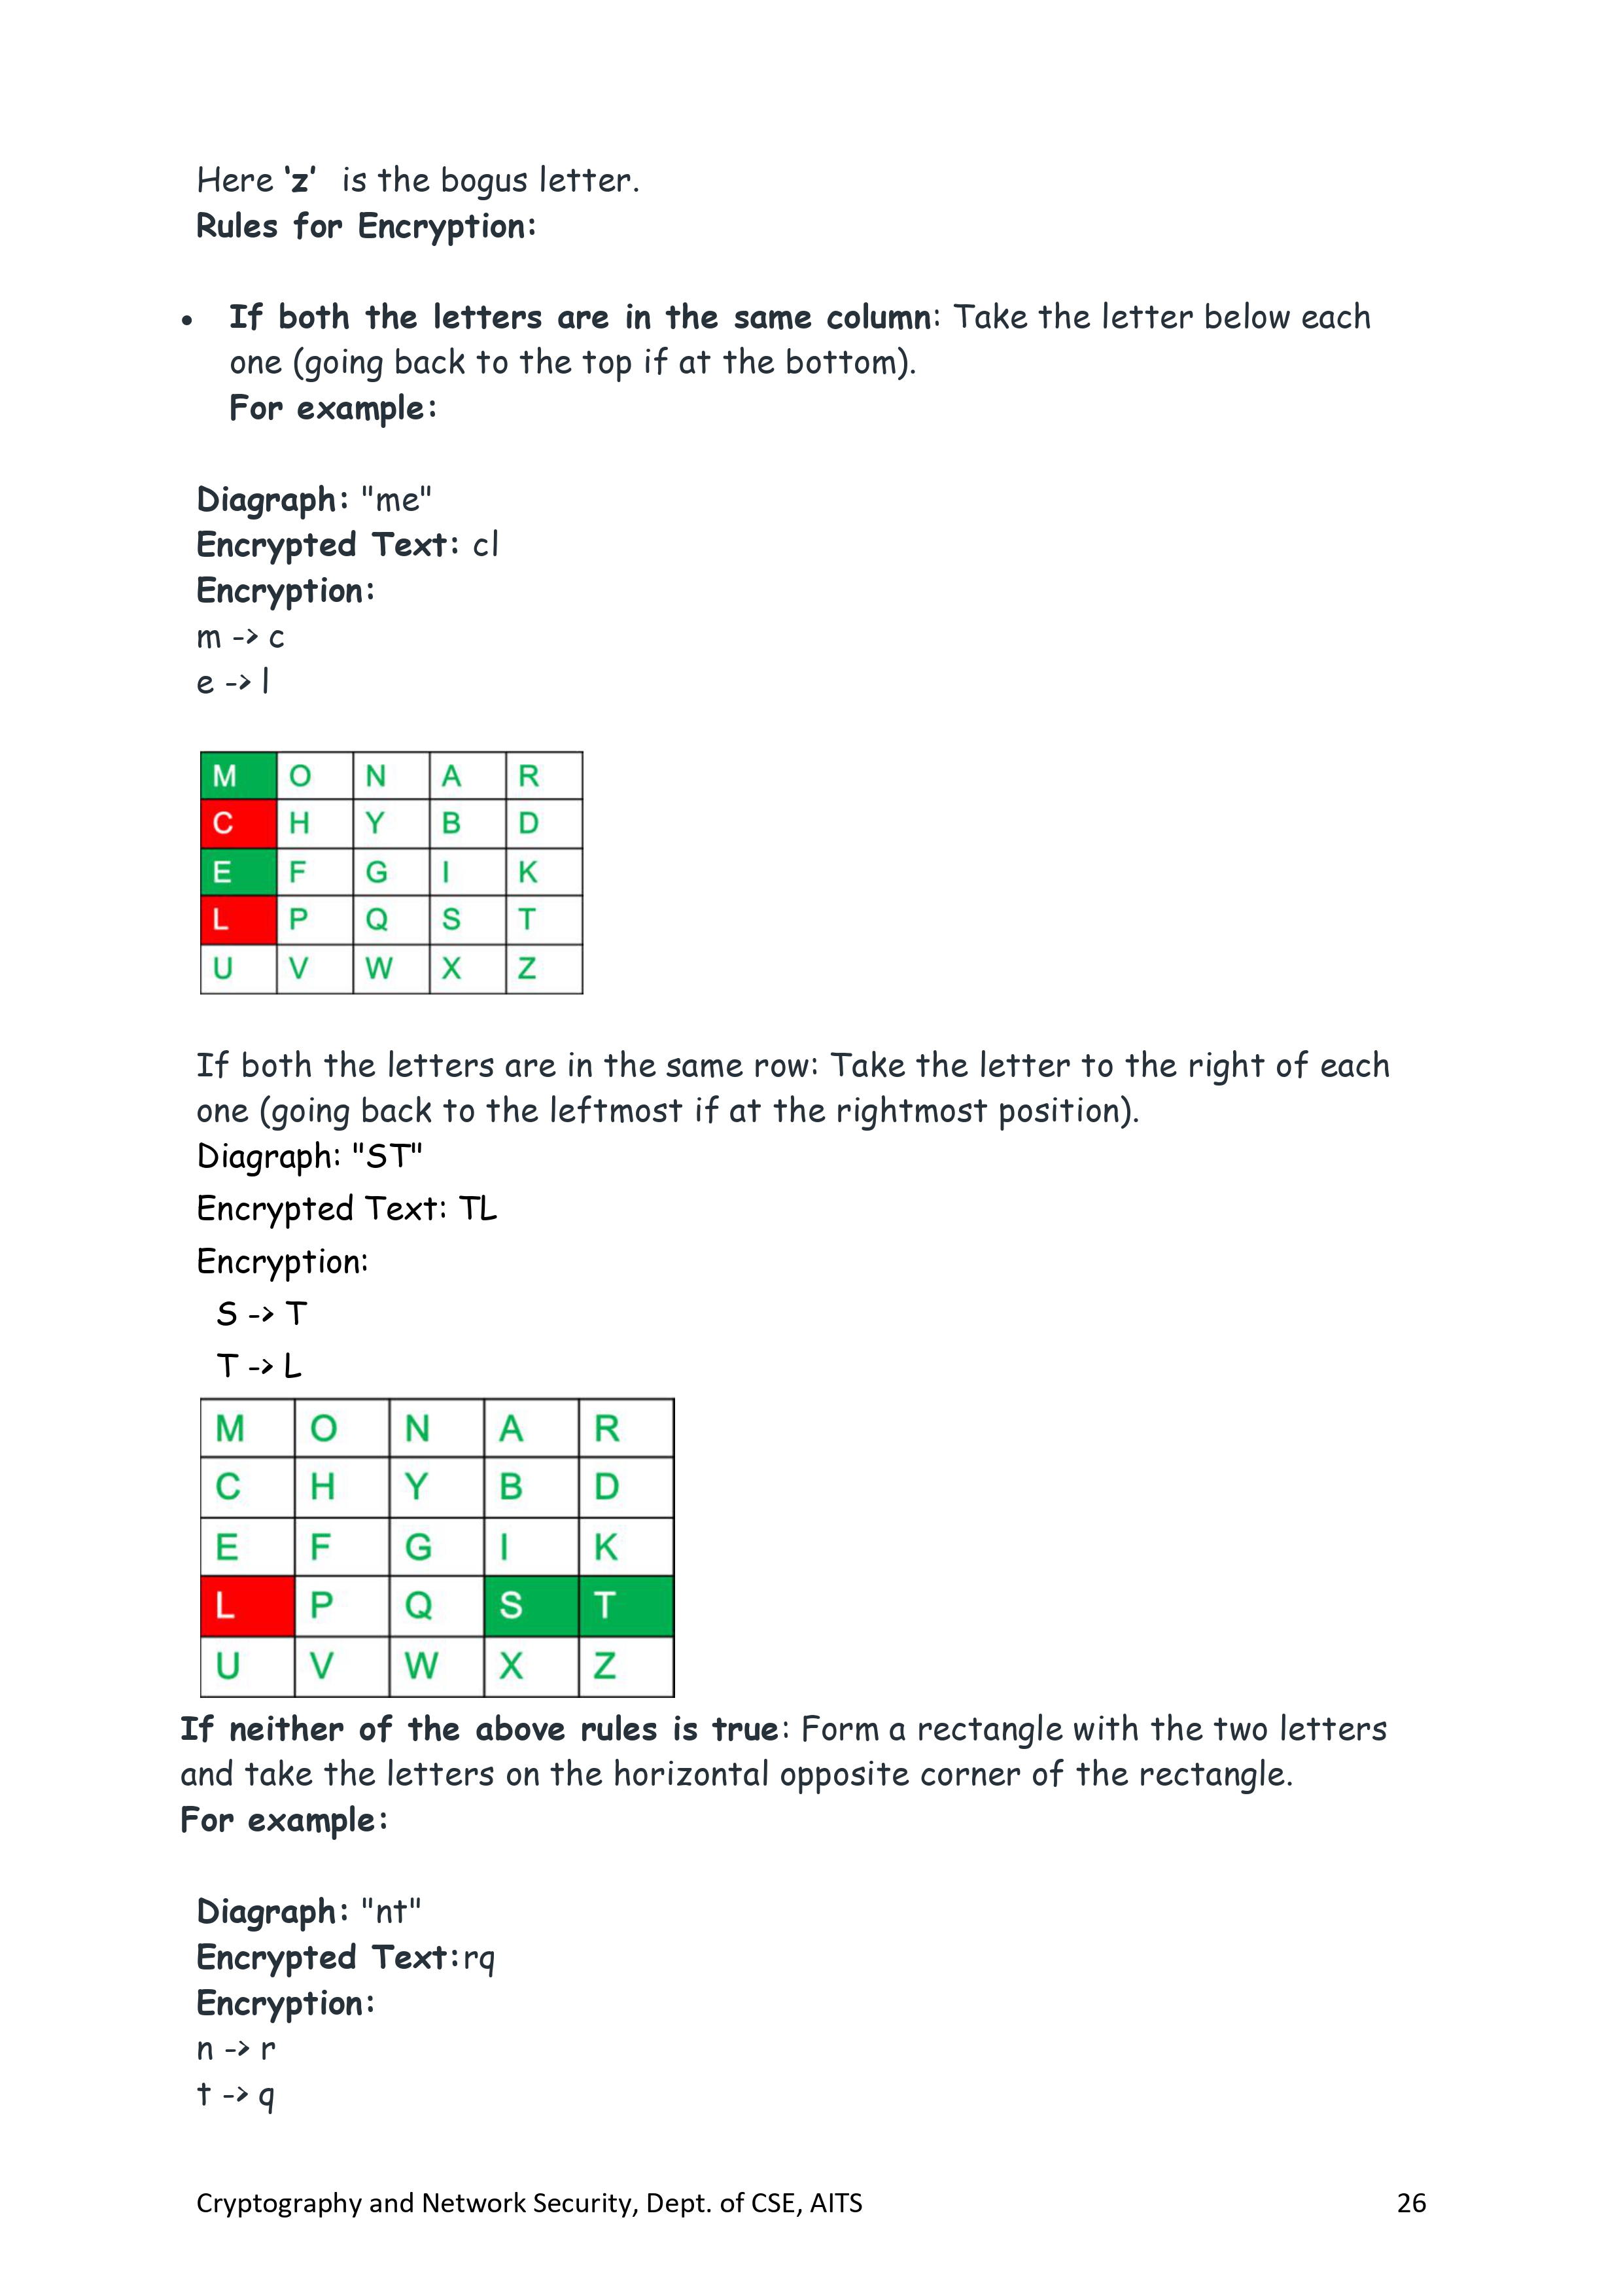 Here ‘z’ is the bogus letter.
Rules for Encryption:
• If both the letters are in the same column: Take the letter below each
one (going back to the top if at the bottom).
For example:
Diagraph: "me"
Encrypted Text: cl
Encryption:
m -> c
e -> l
M O N A R
C H Y B D
E F G I K
L P Q S T
U V W X Z
If both the letters are in the same row: Take the letter to the right of each
one (going back to the leftmost if at the rightmost position).
Diagraph: "ST"
Encrypted Text: TL
Encryption:
S -> T
T -> L
M O N A R
C H Y B D
E F G I K
L P Q S T
U V W X Z
If neither of the above rules is true: Form a rectangle with the two letters
and take the letters on the horizontal opposite corner of the rectangle.
For example:
Diagraph: "nt"
Encrypted Text:rq
Encryption:
n -> r
t -> q
Cryptography and Network Security, Dept. of CSE, AITS 26